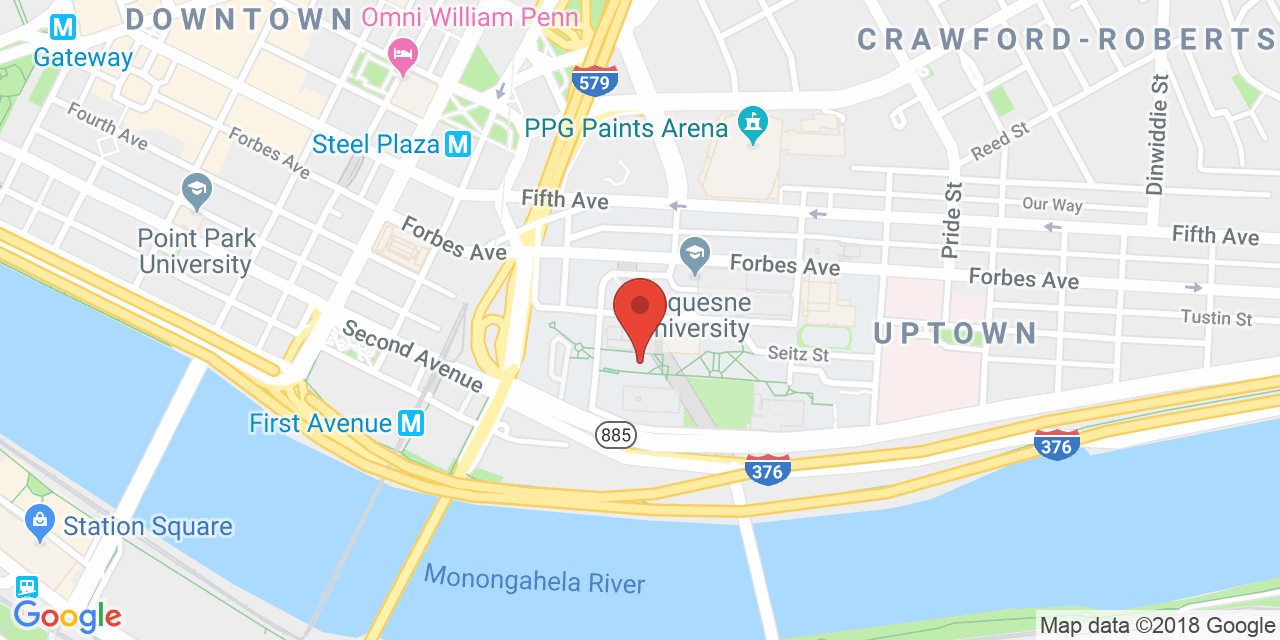 DOWNTOWN
Omni William Penn
Gateway
CRAWFORD-ROBERTS
579
Fourth Ave
Forbes Ave
Steel Plaza
PPG Paints Arena
Reed St
Dinwiddie St
Fifth Ave
Our Way
Pride St
Fifth Ave
Point Park
University
Forbes Ave
Forbes Ave
Forbes Ave
quesne
niversity
Tustin St
UPTOWN
Second Avenue
Seitz St
First Avenue
885
376
376
Station Square
Monongahela River
Google
Map data ©2018 Google